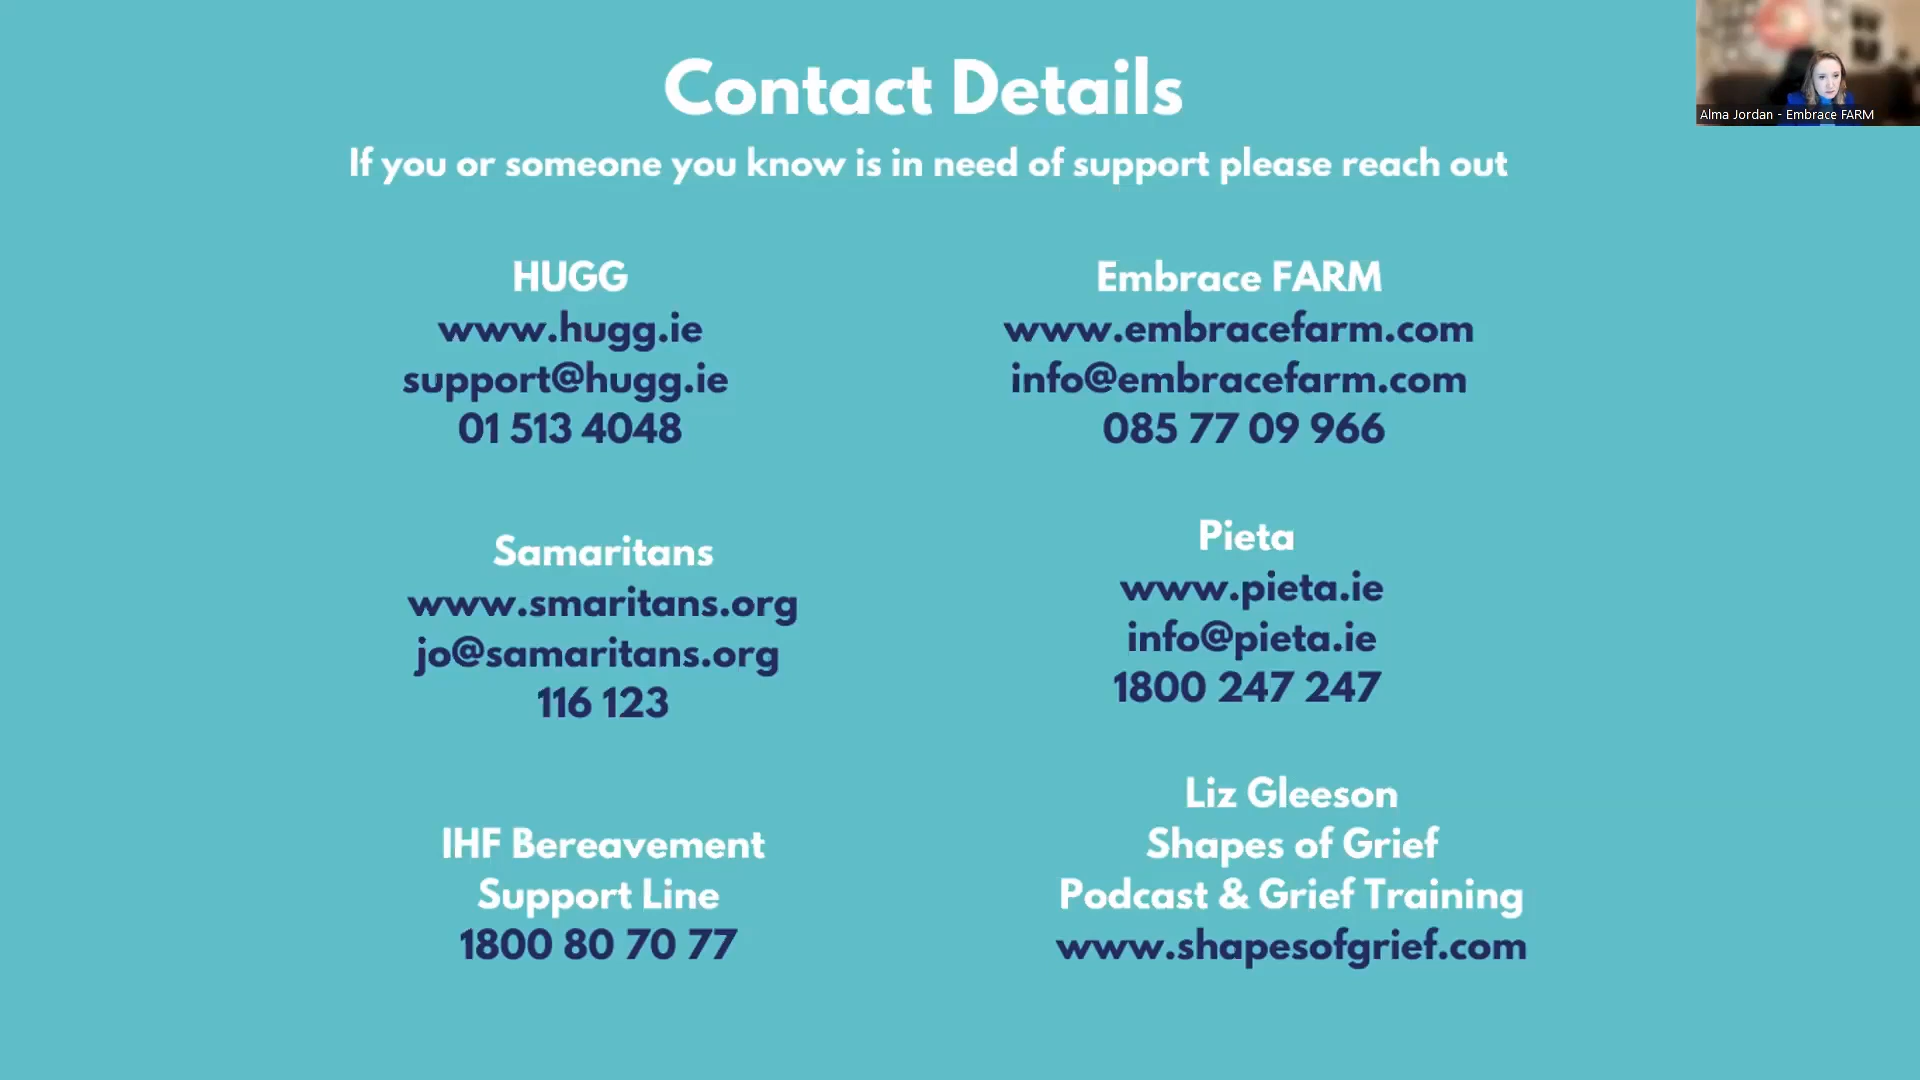 Contact Details
If you or someone you know is in need of support please reach out
HUGG
www.hugg.ie
support@hugg.ie
01 513 4048
Embrace FARM
www.embracefarm.com
info@embracefarm.com
085 77 09 966
Samaritans
www.smaritans.org
jo@samaritans.org
116 123
Pieta
www.pieta.ie
info@pieta.ie
1800 247 247
IHF Bereavement
Support Line
1800 80 70 77
Liz Gleeson
Shapes of Grief
Podcast & Grief Training
www.shapesofgrief.com
Alma Jordan - Embrace FARM